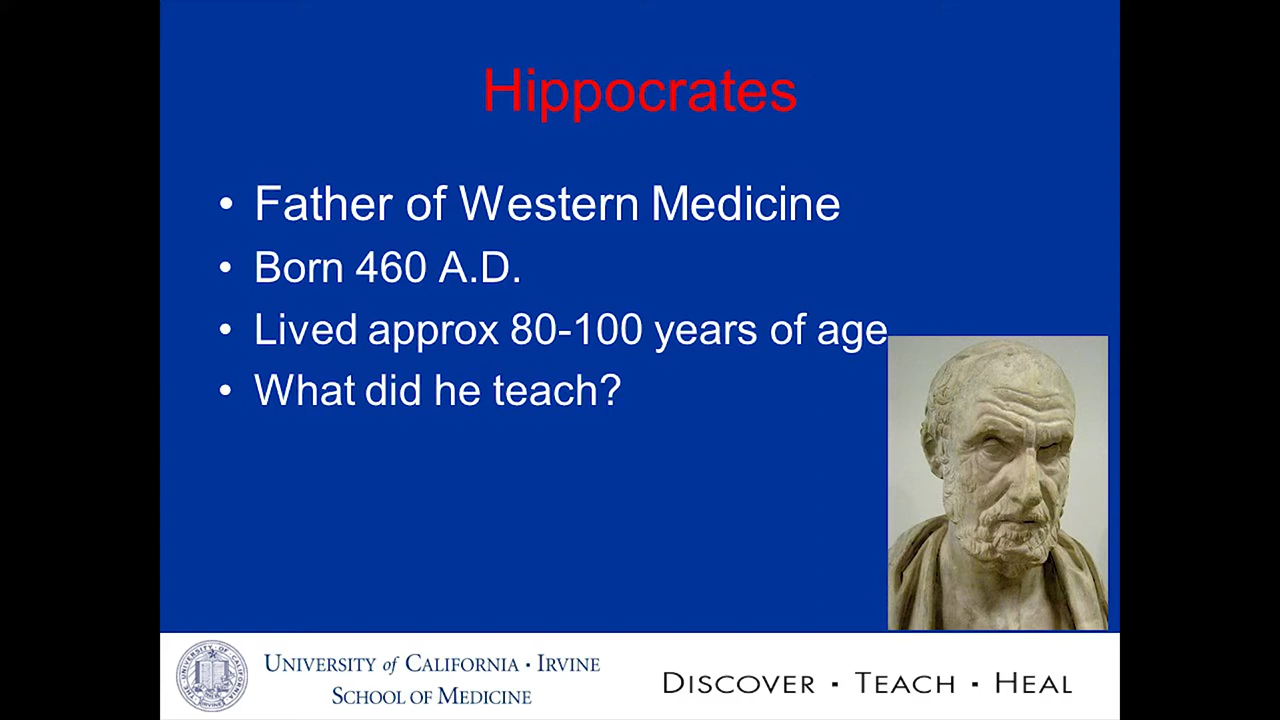 Hippocrates
• Father of Western Medicine
• Born 460 A.D.
• Lived approx 80-100 years of age
• What did he teach?
UNIVERSITY of CALIFORNIA · IRVINE
SCHOOL OF MEDICINE
DISCOVER · TEACH · HEAL